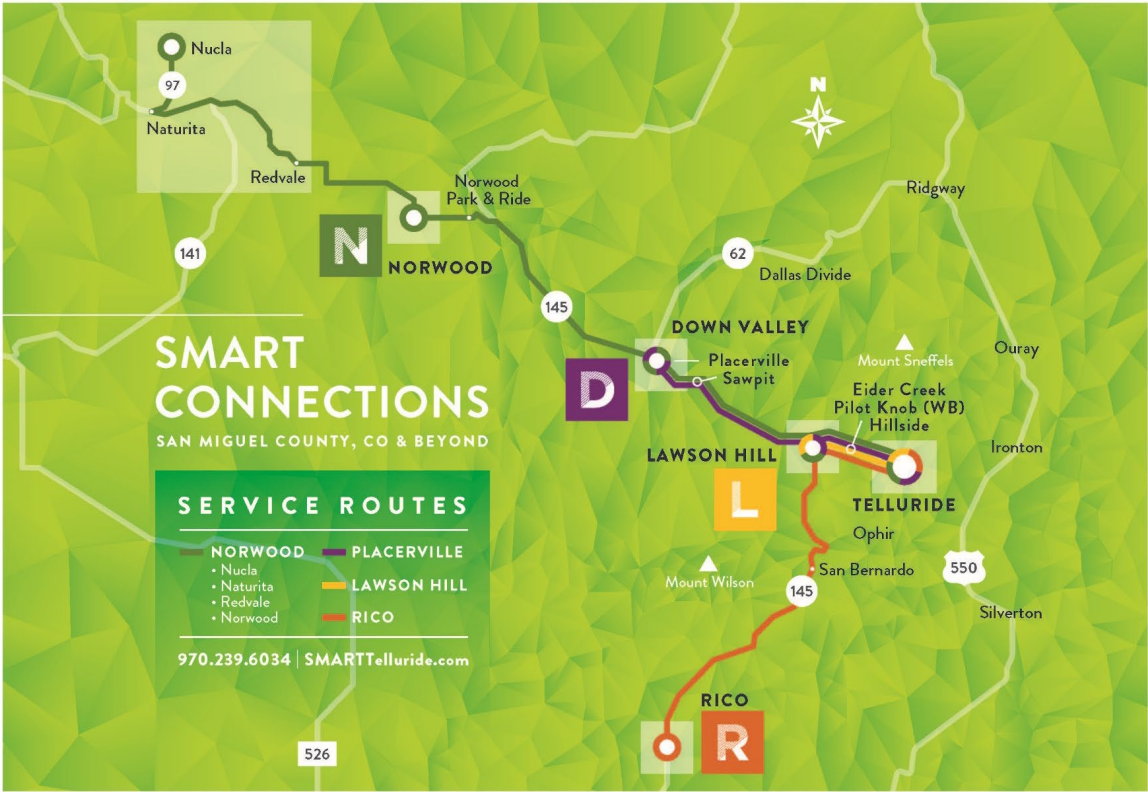 Nucla
97
Naturita
Redvale
N
Norwood
Park & Ride
Ridgway
N
NORWOOD
141
62
Dallas Divide
145
SMART
CONNECTIONS
SAN MIGUEL COUNTY, CO & BEYOND
DOWN VALLEY
D
Placerville
Sawpit
Mount Sneffels
Ouray
Eider Creek
Pilot Knob (WB)
Hillside
LAWSON HILL
L
Ironton
TELLURIDE
Ophir
San Bernardo
Mount Wilson
145
550
Silverton
SERVICE ROUTES
NORWOOD
• Nucla
• Naturita
• Redvale
• Norwood
PLACERVILLE
LAWSON HILL
RICO
970.239.6034 | SMARTTelluride.com
RICO
R
526